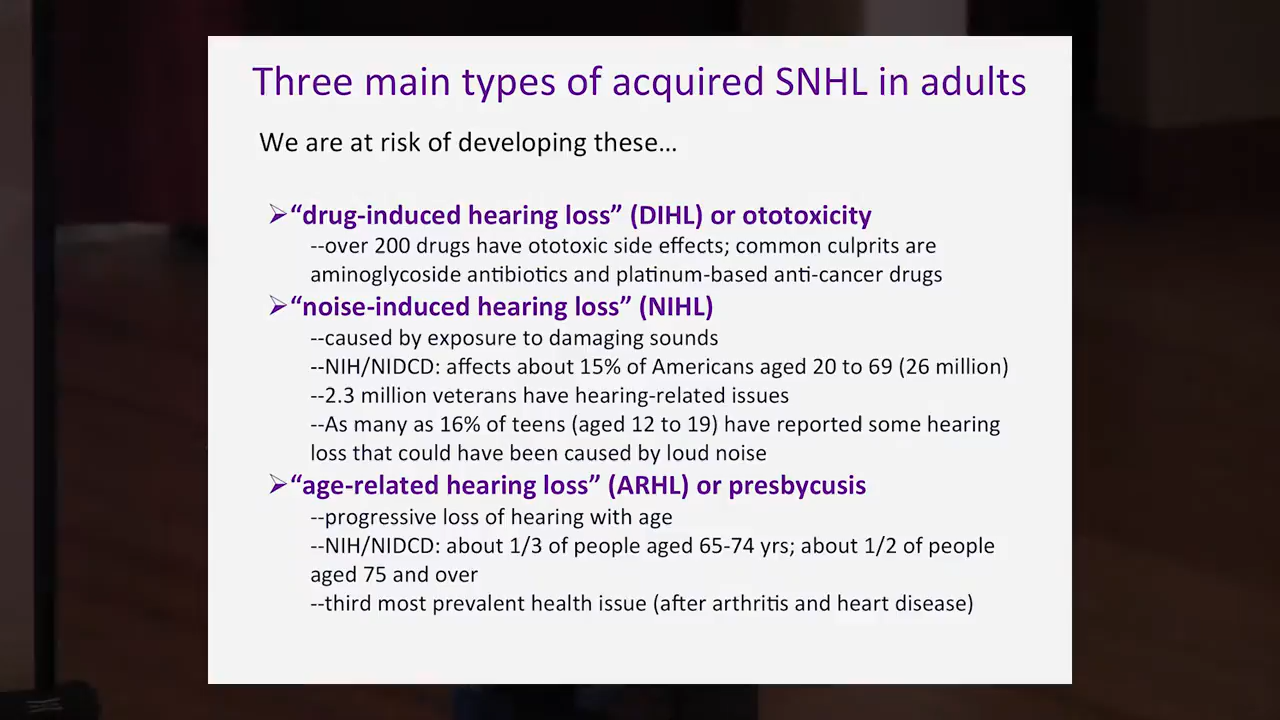 Three main types of acquired SNHL in adults
We are at risk of developing these...
➢“drug-induced hearing loss” (DIHL) or ototoxicity
--over 200 drugs have ototoxic side effects; common culprits are
aminoglycoside antibiotics and platinum-based anti-cancer drugs
➢“noise-induced hearing loss” (NIHL)
--caused by exposure to damaging sounds
--NIH/NIDCD: affects about 15% of Americans aged 20 to 69 (26 million)
--2.3 million veterans have hearing-related issues
--As many as 16% of teens (aged 12 to 19) have reported some hearing
loss that could have been caused by loud noise
➢“age-related hearing loss” (ARHL) or presbycusis
--progressive loss of hearing with age
--NIH/NIDCD: about 1/3 of people aged 65-74 yrs; about 1/2 of people
aged 75 and over
--third most prevalent health issue (after arthritis and heart disease)